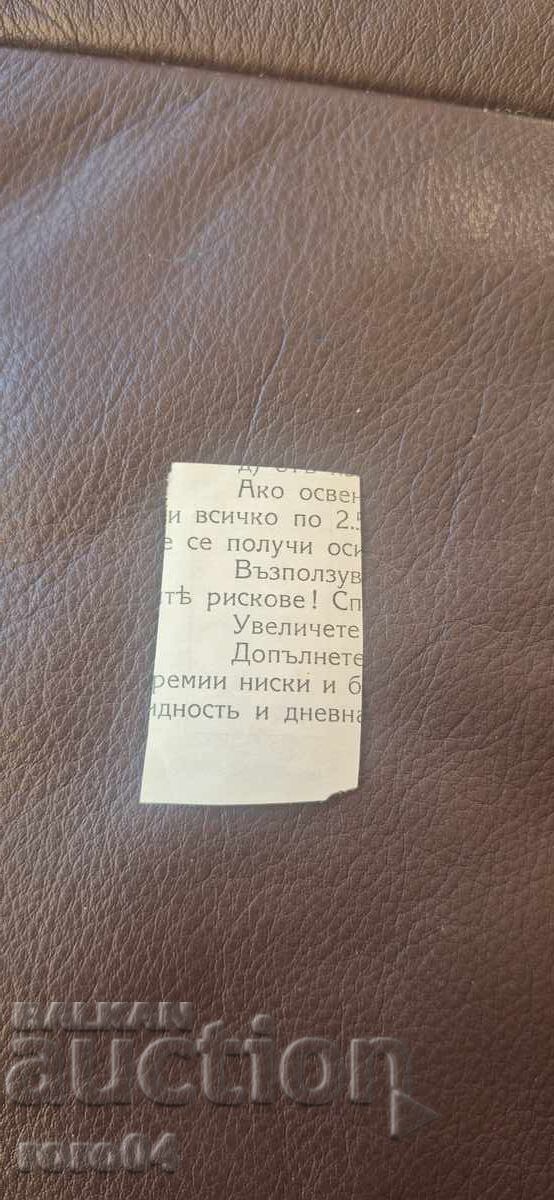 Ако освен
и всичко по 2.5
е се получи оси
Възползув
тѣ рискове! Сп
Увеличете
Допълнете
ремии ниски и б
идность и дневна
BALKAN
auction
roro04